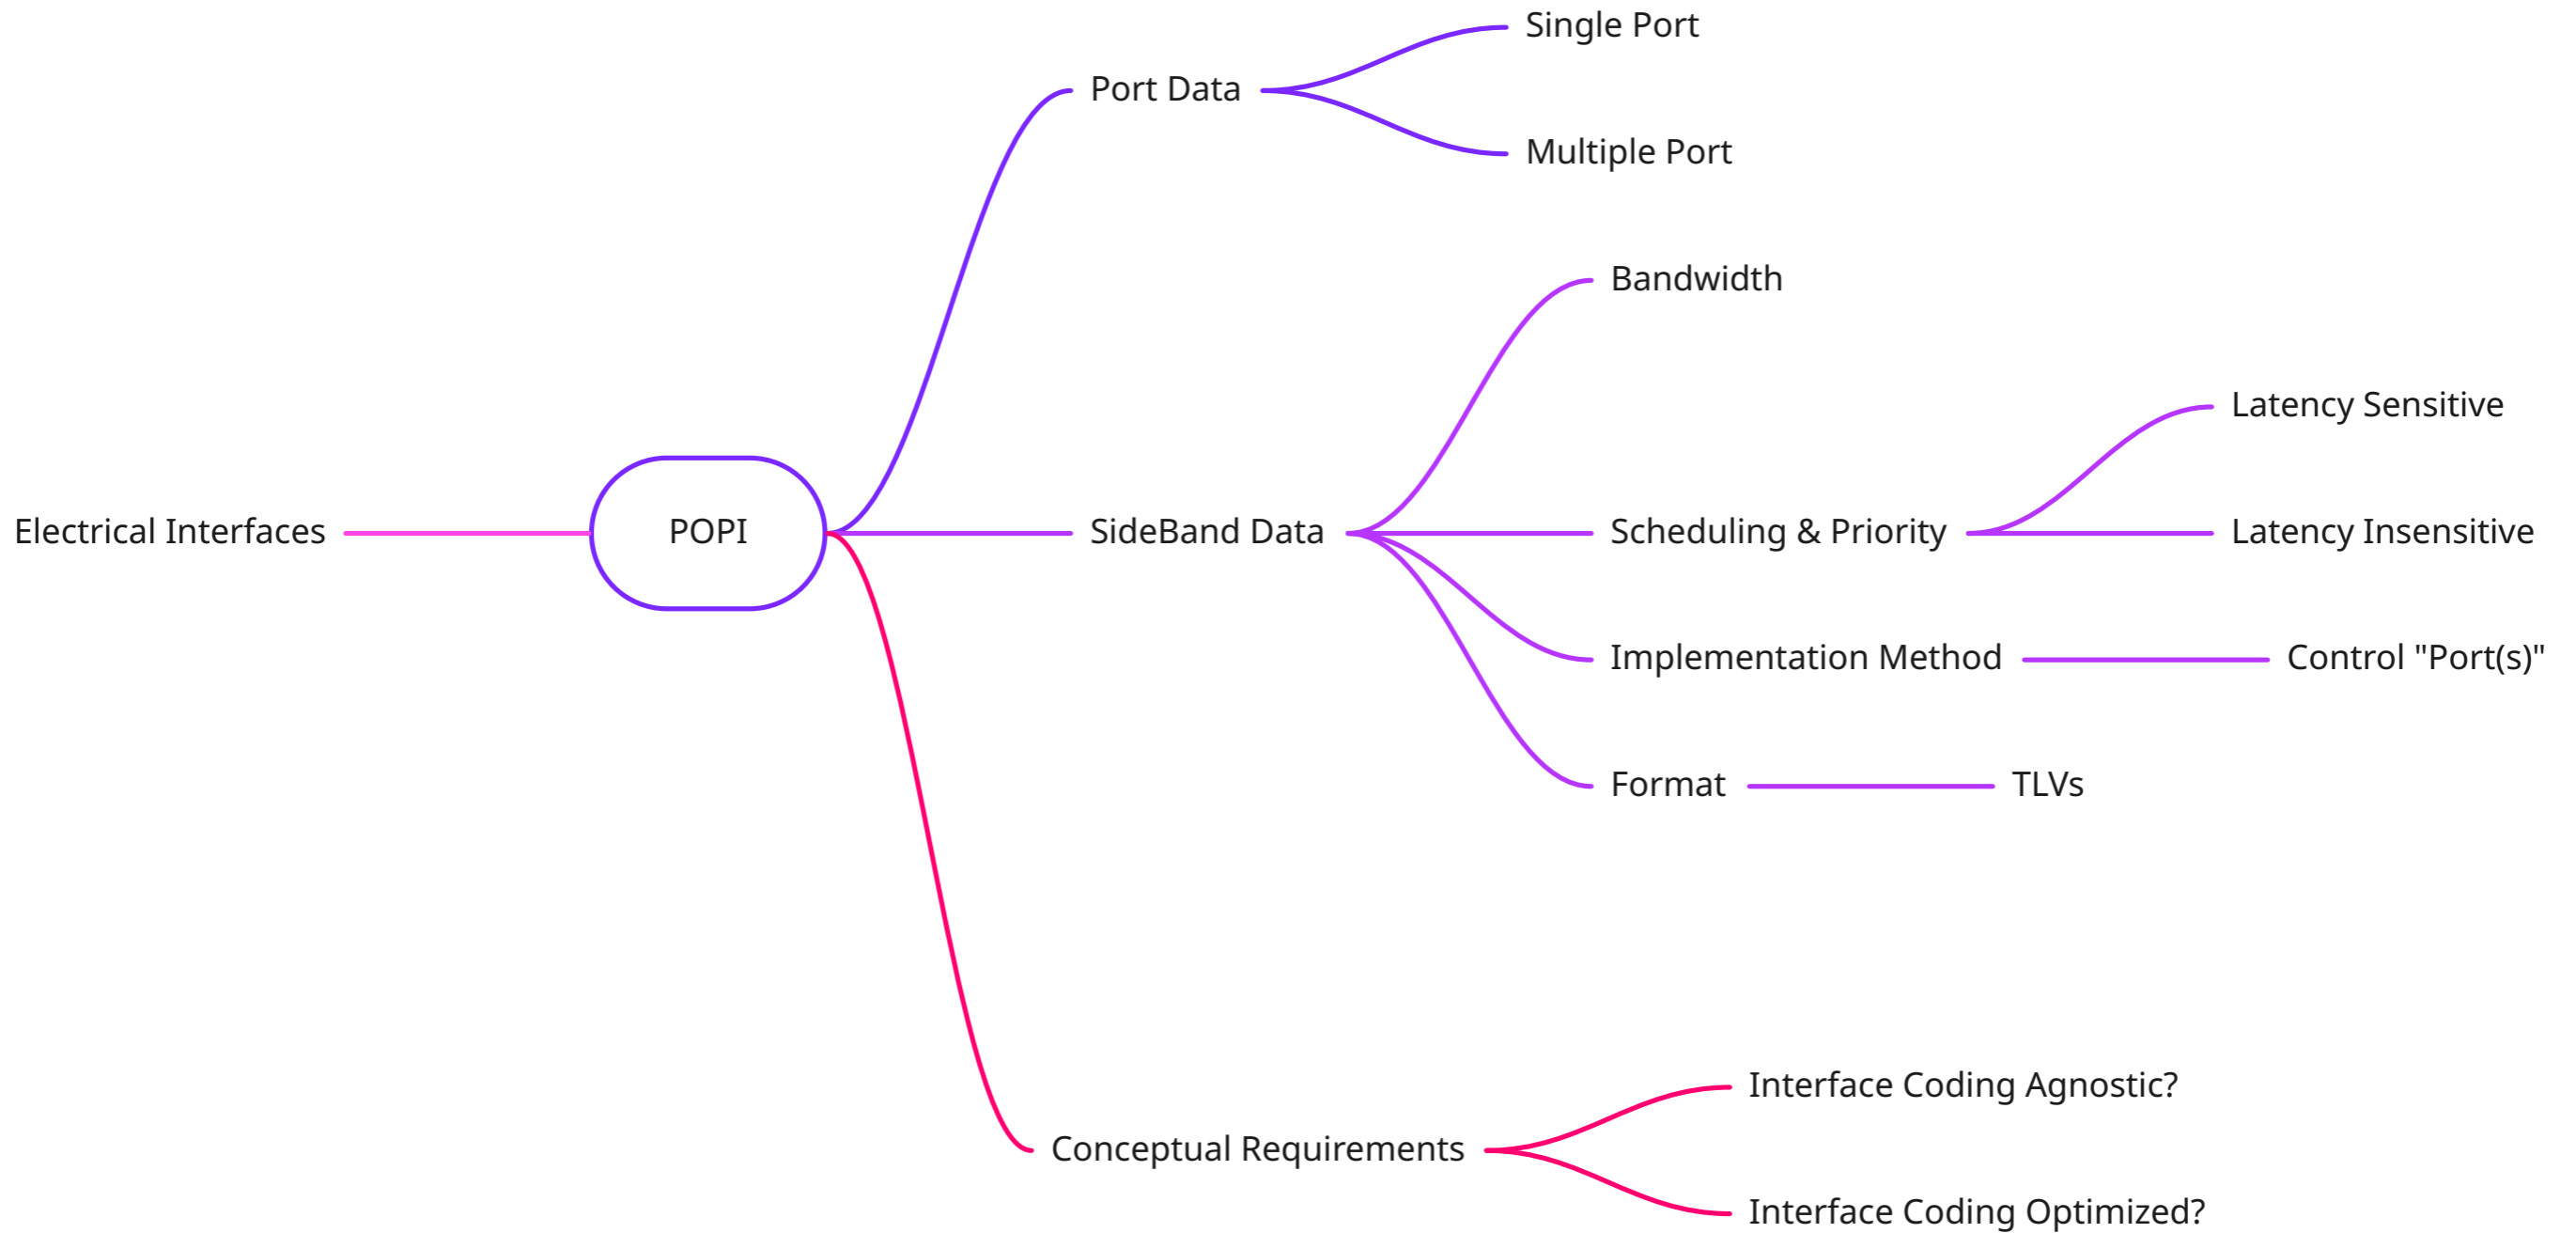 Single Port
Port Data
Multiple Port
Bandwidth
Latency Sensitive
Electrical Interfaces
POPI
SideBand Data
Scheduling & Priority
Latency Insensitive
Implementation Method
Control "Port(s)"
Format
TLVs
Interface Coding Agnostic?
Conceptual Requirements
Interface Coding Optimized?